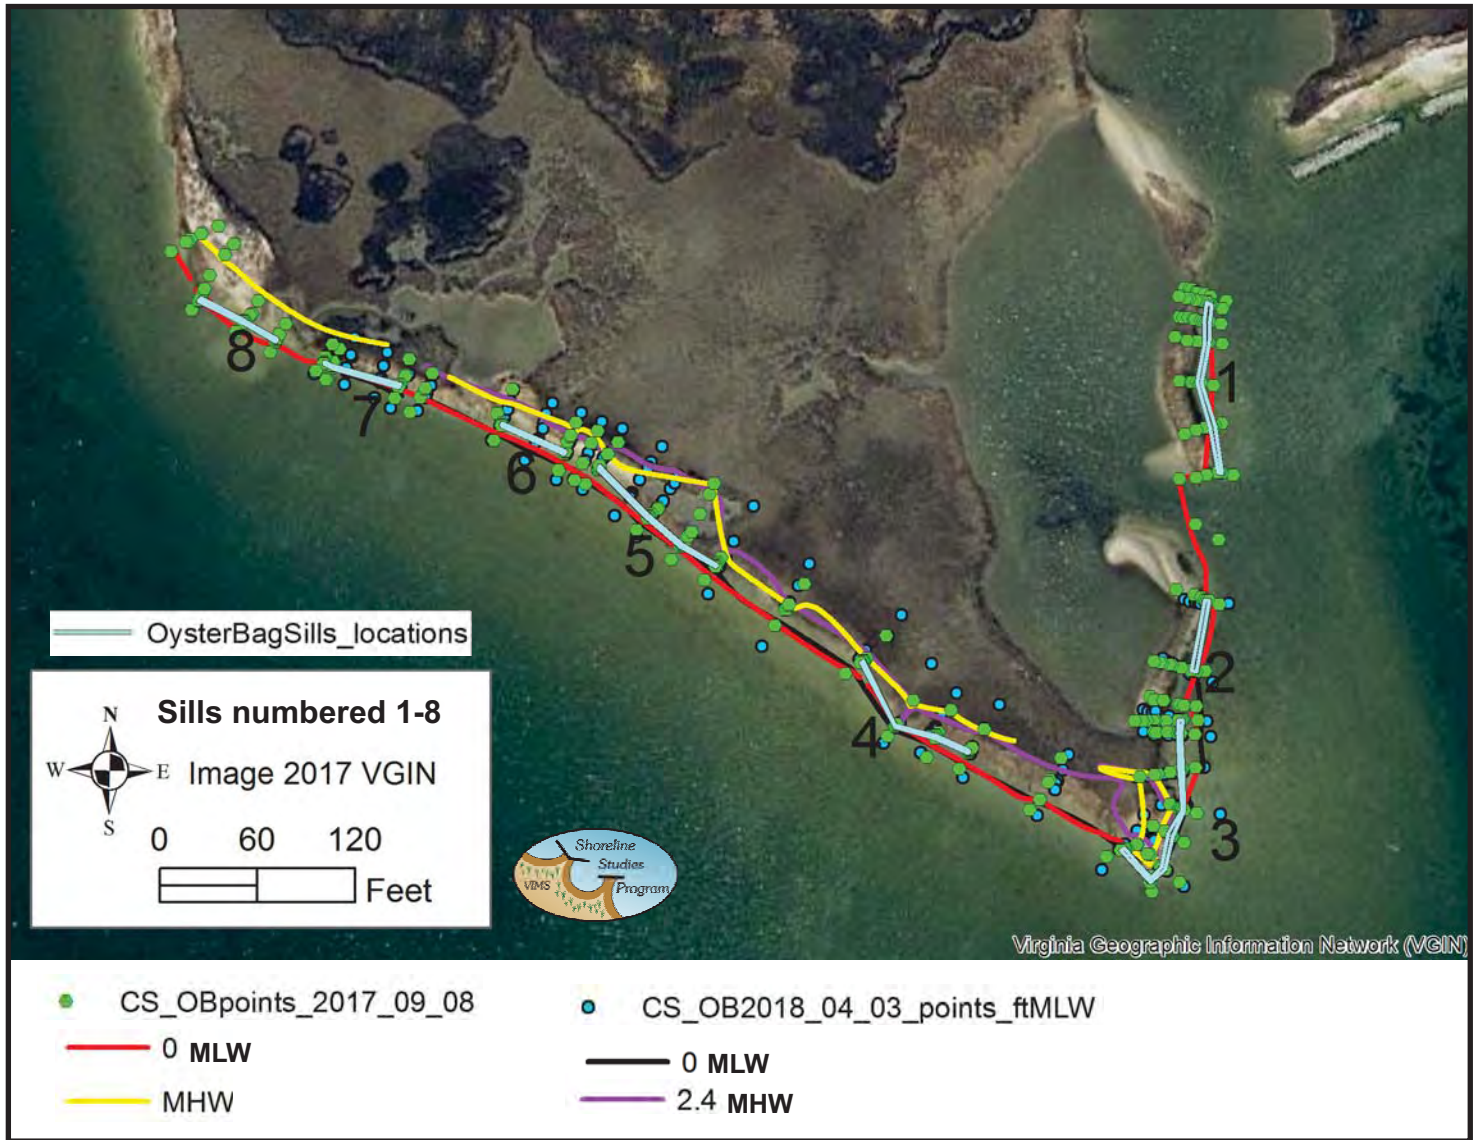 1
8
7
6
5
2
4
3
OysterBagSills_locations
Sills numbered 1-8
N
W E
S
Image 2017 VGIN
0 60 120
Feet
Shoreline
Studies
VIMS Program
Virginia Geographic Information Network (VGIN)
CS_OBpoints_2017_09_08
0 MLW
MHW
CS_OB2018_04_03_points_ftMLW
0 MLW
2.4 MHW